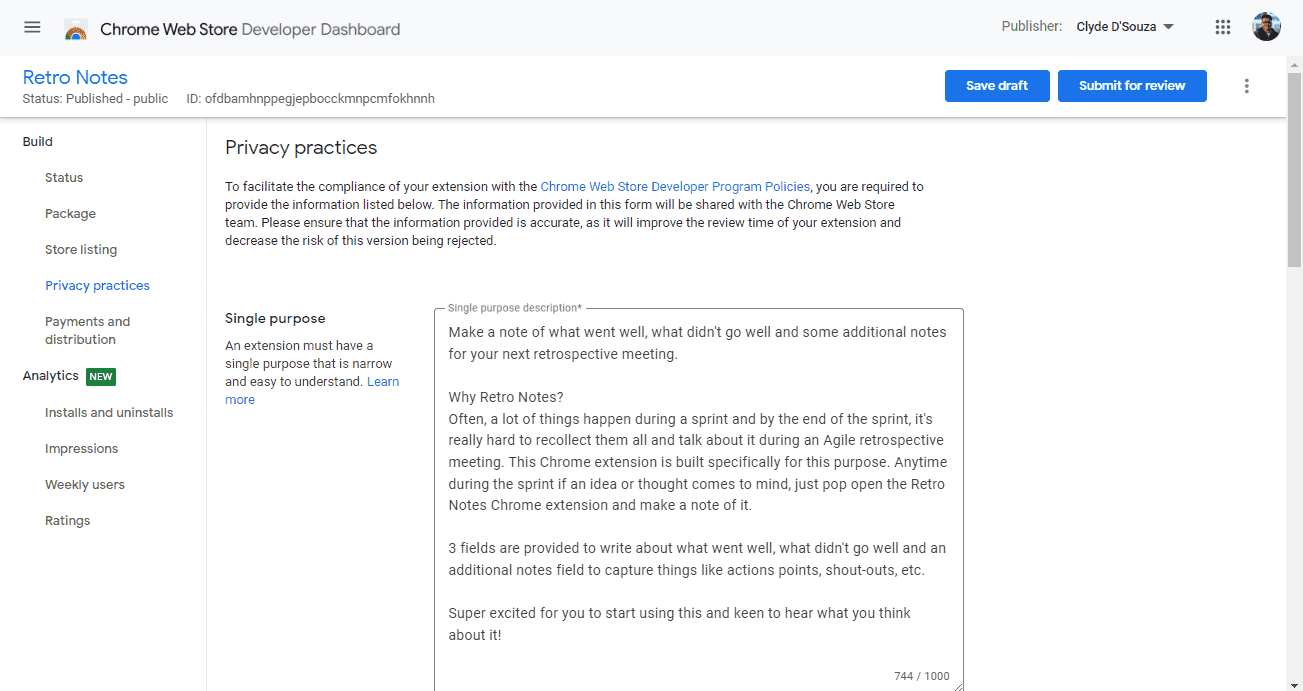 Chrome Web Store Developer Dashboard
Publisher: Clyde D'Souza
Retro Notes
Status: Published - public ID: ofdbamhnppegjepbocckmnpcmfokhnnh
Save draft
Submit for review
Build
Status
Package
Store listing
Privacy practices
Payments and
distribution
Analytics NEW
Installs and uninstalls
Impressions
Weekly users
Ratings
Privacy practices
To facilitate the compliance of your extension with the Chrome Web Store Developer Program Policies, you are required to
provide the information listed below. The information provided in this form will be shared with the Chrome Web Store
team. Please ensure that the information provided is accurate, as it will improve the review time of your extension and
decrease the risk of this version being rejected.
Single purpose
An extension must have a
single purpose that is narrow
and easy to understand. Learn
more
Single purpose description*
Make a note of what went well, what didn't go well and some additional notes
for your next retrospective meeting.
Why Retro Notes?
Often, a lot of things happen during a sprint and by the end of the sprint, it's
really hard to recollect them all and talk about it during an Agile retrospective
meeting. This Chrome extension is built specifically for this purpose. Anytime
during the sprint if an idea or thought comes to mind, just pop open the Retro
Notes Chrome extension and make a note of it.
3 fields are provided to write about what went well, what didn't go well and an
additional notes field to capture things like actions points, shout-outs, etc.
Super excited for you to start using this and keen to hear what you think
about it!
744 / 1000